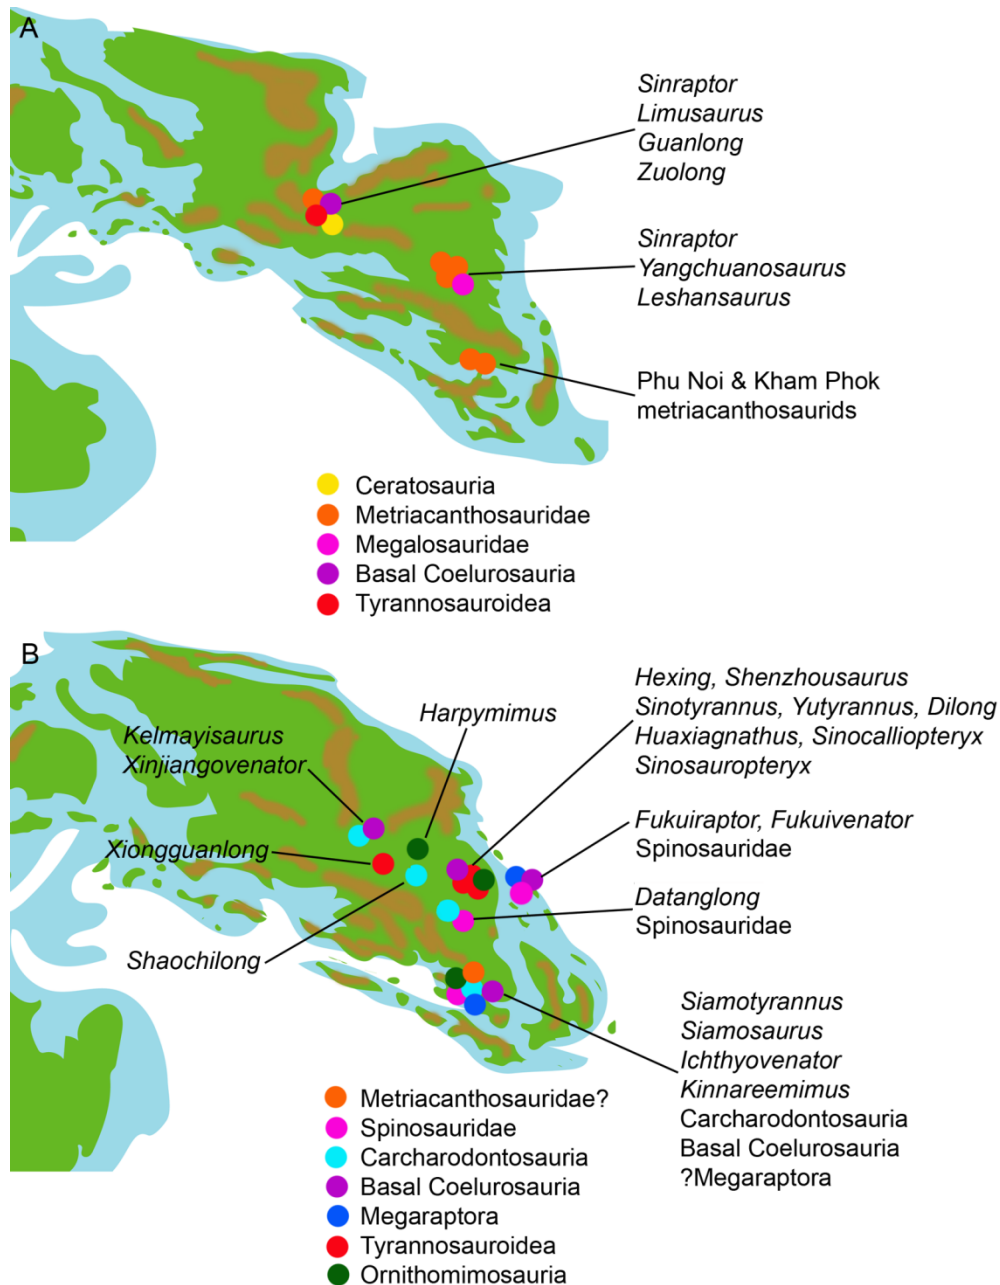 A
Sinraptor
Limusaurus
Guanlong
Zuolong
Sinraptor
Yangchuanosaurus
Leshansaurus
Phu Noi & Kham Phok
metriacanthosaurids
Ceratosauria
Metriacanthosauridae
Megalosauridae
Basal Coelurosauria
Tyrannosauroidea
B
Hexing, Shenzhousaurus
Sinotyrannus, Yutyrannus, Dilong
Huaxiagnathus, Sinocalliopteryx
Sinosauropteryx
Harpymimus
Kelmayisaurus
Xinjiangovenator
Fukuiraptor, Fukuivenator
Spinosauridae
Xiongguanlong
Datanglong
Spinosauridae
Shaochilong
Siamotyrannus
Siamosaurus
Ichthyovenator
Kinnareemimus
Carcharodontosauria
Basal Coelurosauria
?Megaraptora
Metriacanthosauridae?
Spinosauridae
Carcharodontosauria
Basal Coelurosauria
Megaraptora
Tyrannosauroidea
Ornithomimosauria